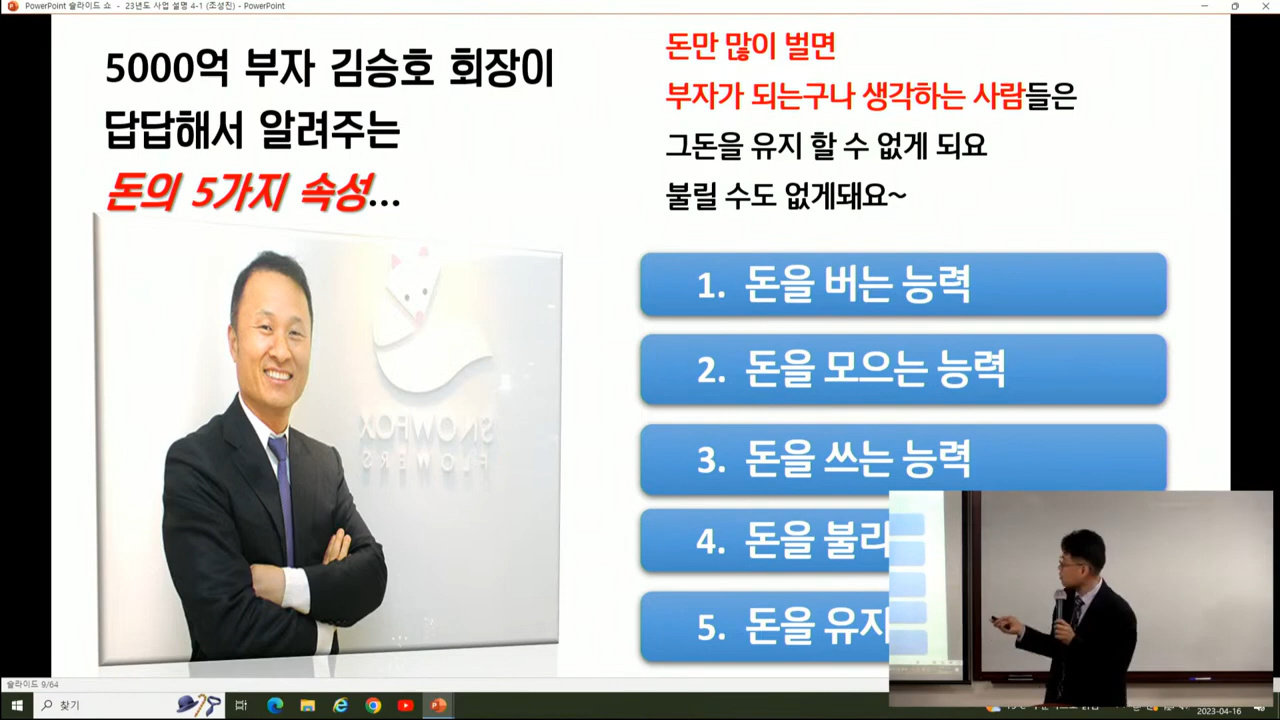 PowerPoint 슬라이드 쇼 - 23년도 사업 설명 4-1 (조성진) - PowerPoint
5000억 부자 김승호 회장이
답답해서 알려주는
돈의 5가지 속성...
돈만 많이 벌면
부자가 되는구나 생각하는 사람들은
그돈을 유지 할 수 없게 되요
불릴 수도 없게돼요~
SNOWFOX
FLOWERS
1. 돈을 버는 능력
2. 돈을 모으는 능력
3. 돈을 쓰는 능력
4. 돈을 불리
5. 돈을 유지
슬라이드 9/64
찾기
2023-04-16